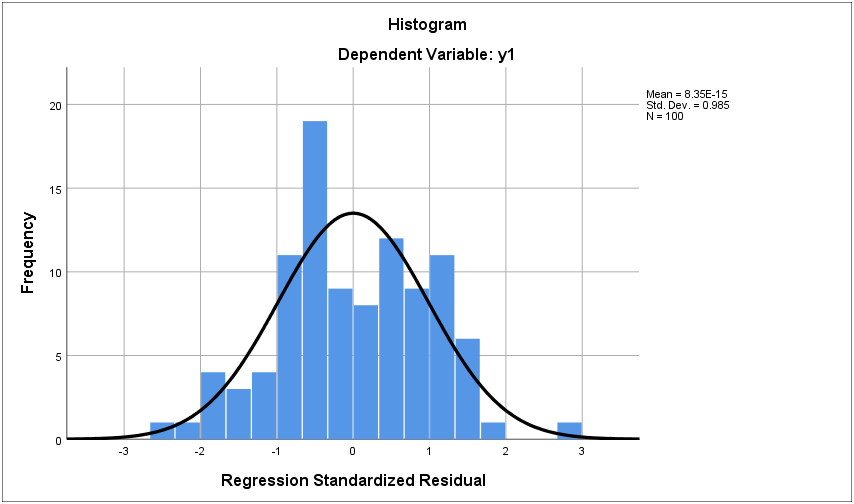 Histogram
Dependent Variable: y1
Mean = 8.35E-15
Std. Dev. = 0.985
N = 100
Frequency
20
15
10
5
0
-3 -2 -1 0 1 2 3
Regression Standardized Residual